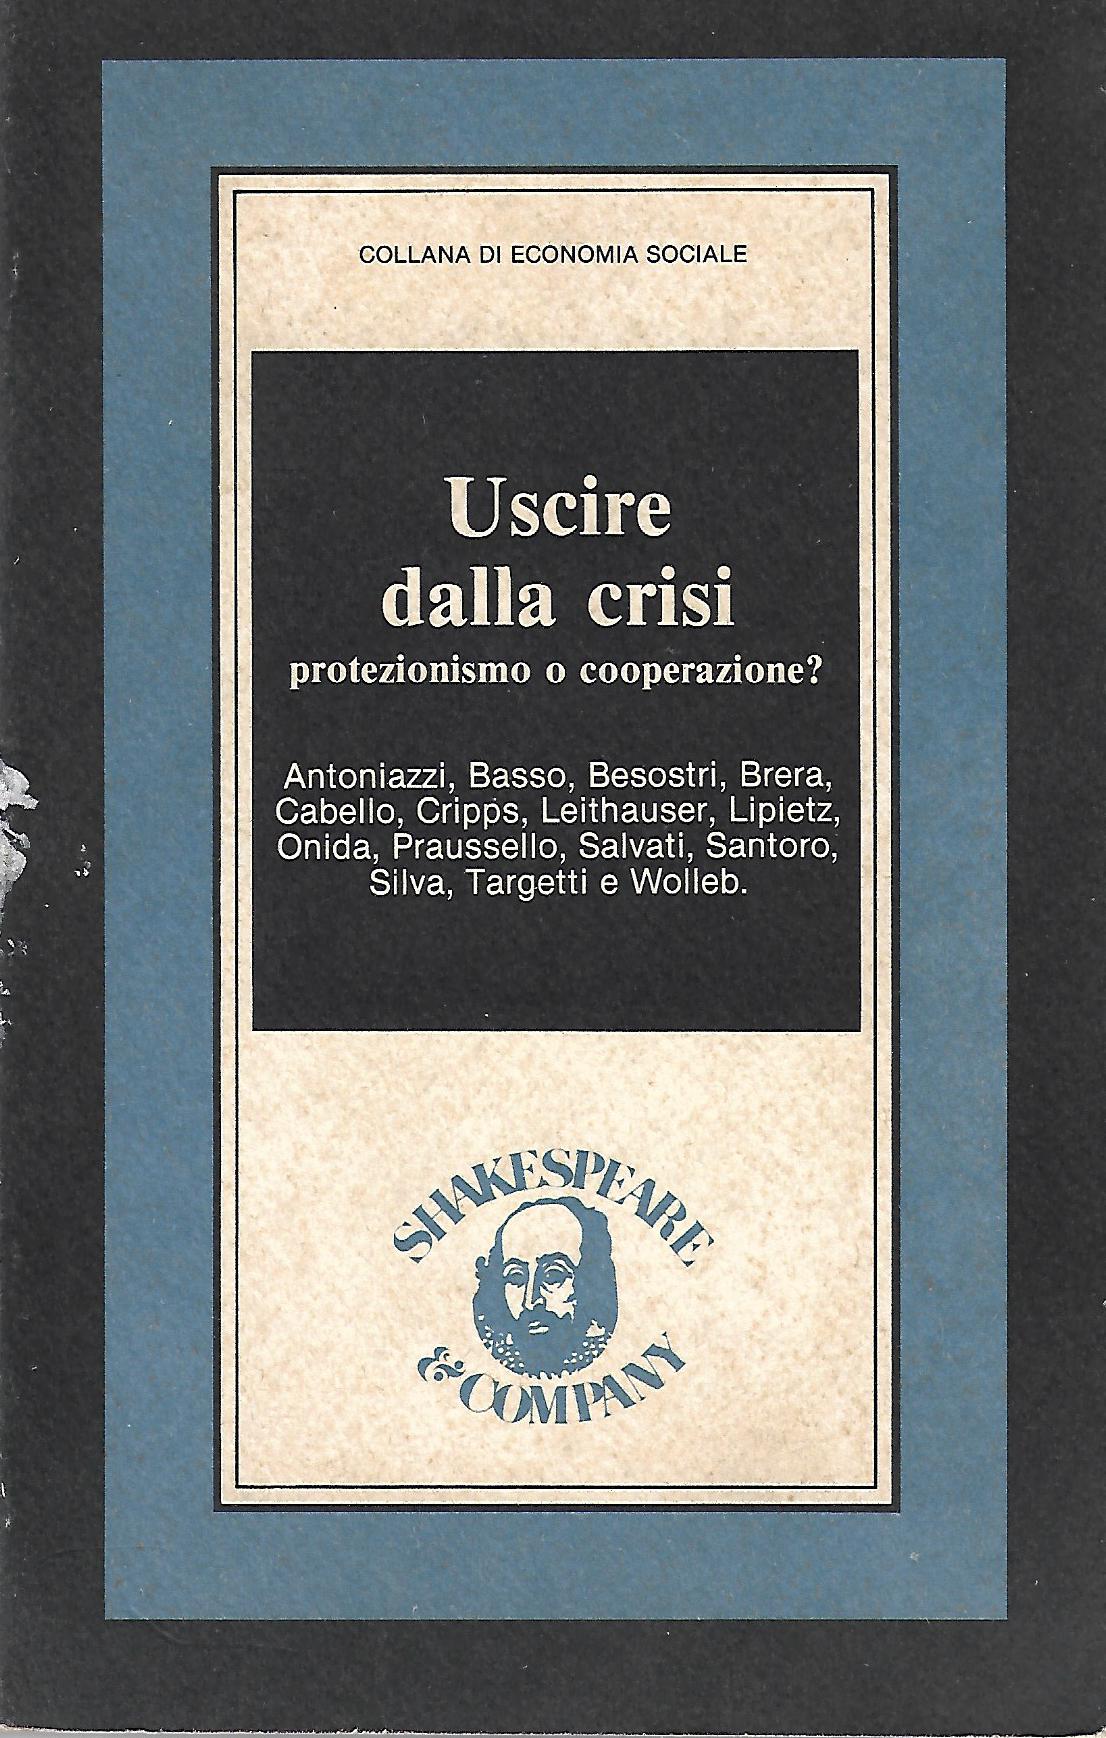 COLLANA DI ECONOMIA SOCIALE
Uscire
dalla crisi
protezionismo o cooperazione?
Antoniazzi, Basso, Besostri, Brera,
Cabello, Cripps, Leithauser, Lipietz,
Onida, Praussello, Salvati, Santoro,
Silva, Targetti e Wolleb.
SHAKESPEARE
& COMPANY